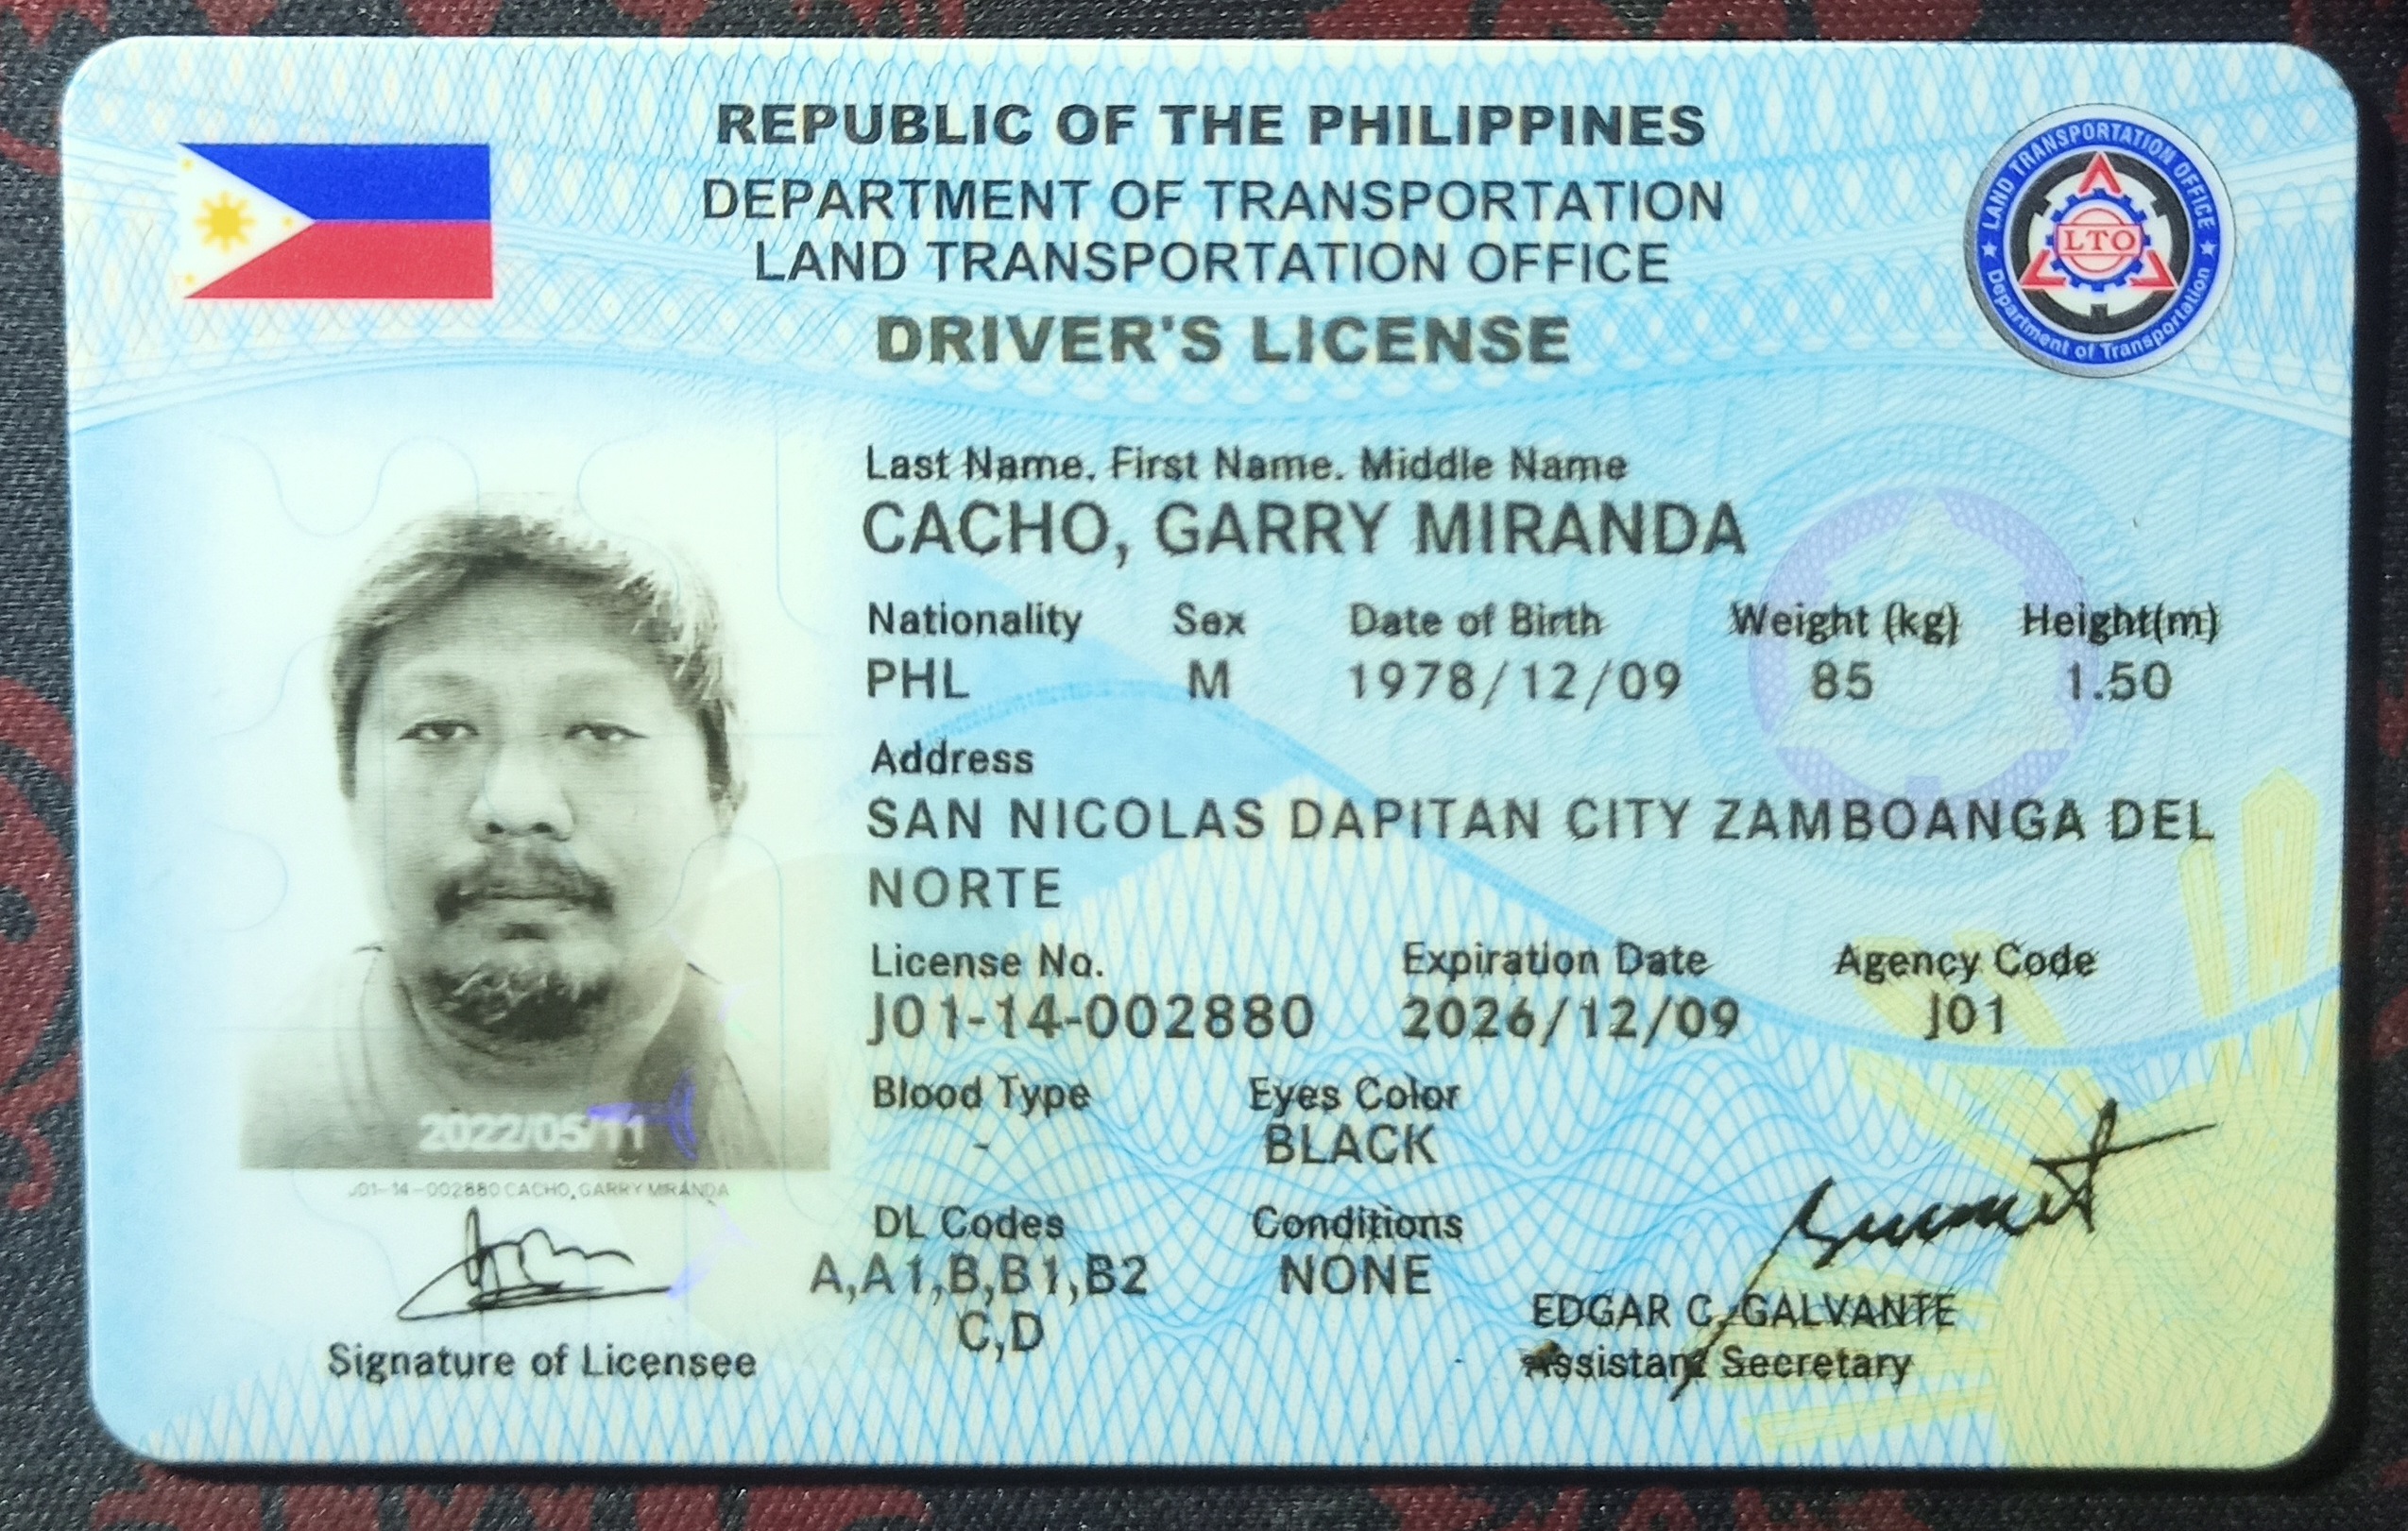 REPUBLIC OF THE PHILIPPINES
DEPARTMENT OF TRANSPORTATION
LAND TRANSPORTATION OFFICE
DRIVER'S LICENSE
LAND TRANSPORTATION OFFICE
LTO
Department of Transportation
Last Name. First Name. Middle Name
CACHO, GARRY MIRANDA
Nationality Sex Date of Birth Weight (kg) Height(m)
PHL M 1978/12/09 85 1.50
Address
SAN NICOLAS DAPITAN CITY ZAMBOANGA DEL
NORTE
License No. Expiration Date Agency Code
J01-14-002880 2026/12/09 J01
Blood Type Eyes Color
- BLACK
DL Codes Conditions
A,A1,B,B1,B2 NONE
C,D
2022/05/11
J01-14-002880 CACHO, GARRY MIRANDA
Signature of Licensee
EDGAR C. GALVANTE
Assistant Secretary